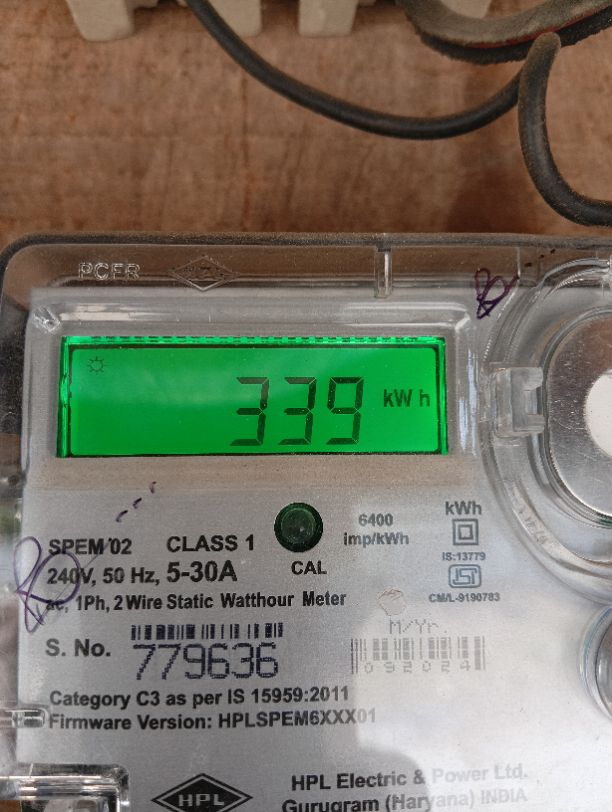 PCER
339 kWh
SPEM 02 CLASS 1
240V, 50 Hz, 5-30A
ac, 1Ph, 2 Wire Static Watthour Meter
CAL
6400
imp/kWh
kWh
IS:13779
CM/L-9190783
S. No. 779636
M/Yr.
092024
Category C3 as per IS 15959:2011
Firmware Version: HPLSPEM6XXX01
HPL
HPL Electric & Power Ltd.
Gurugram (Haryana) INDIA